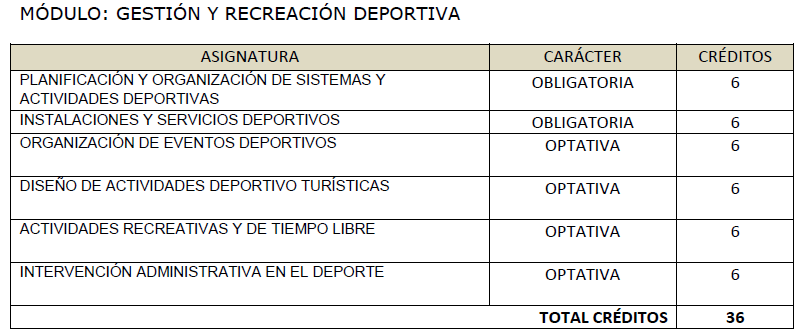 MÓDULO: GESTIÓN Y RECREACIÓN DEPORTIVA
ASIGNATURA CARÁCTER CRÉDITOS
PLANIFICACIÓN Y ORGANIZACIÓN DE SISTEMAS Y
ACTIVIDADES DEPORTIVAS OBLIGATORIA 6
INSTALACIONES Y SERVICIOS DEPORTIVOS OBLIGATORIA 6
ORGANIZACIÓN DE EVENTOS DEPORTIVOS OPTATIVA 6
DISEÑO DE ACTIVIDADES DEPORTIVO TURÍSTICAS OPTATIVA 6
ACTIVIDADES RECREATIVAS Y DE TIEMPO LIBRE OPTATIVA 6
INTERVENCIÓN ADMINISTRATIVA EN EL DEPORTE OPTATIVA 6
TOTAL CRÉDITOS 36